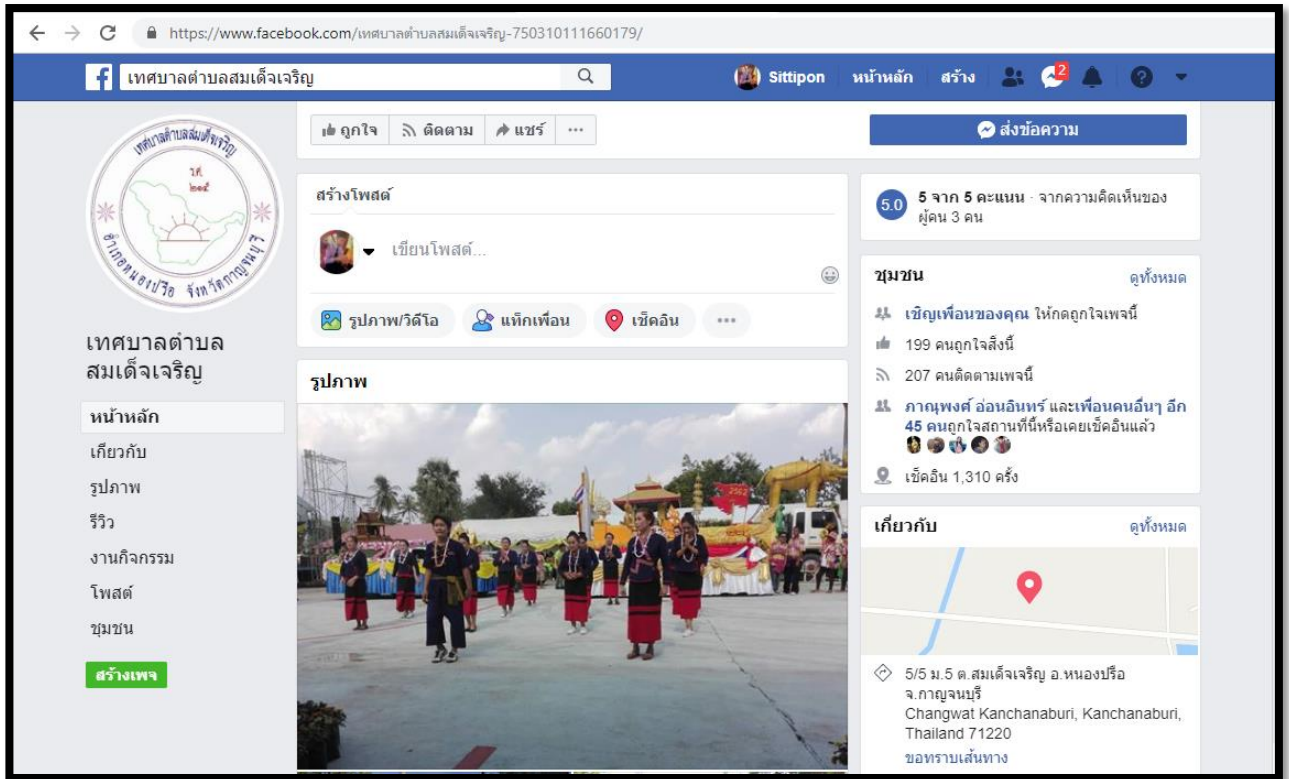 https://www.facebook.com/เทศบาลตำบลสมเด็จเจริญ-750310111660179/
เทศบาลตำบลสมเด็จเจริญ
Sittipon
หน้าหลัก
สร้าง
2
เทศบาลตำบลสมเด็จเจริญ
ร.ศ.
๒๑๕
อำเภอหนองปรือ จังหวัดกาญจนบุรี
เทศบาลตำบล
สมเด็จเจริญ
หน้าหลัก
เกี่ยวกับ
รูปภาพ
รีวิว
งานกิจกรรม
โพสต์
ชุมชน
สร้างเพจ
ถูกใจ ติดตาม แชร์ ...
สร้างโพสต์
เขียนโพสต์...
รูปภาพ/วิดีโอ แท็กเพื่อน เช็คอิน ...
รูปภาพ
2562
ส่งข้อความ
5.0
5 จาก 5 คะแนน · จากความคิดเห็นของ
ผู้คน 3 คน
ชุมชน ดูทั้งหมด
เชิญเพื่อนของคุณ ให้กดถูกใจเพจนี้
199 คนถูกใจสิ่งนี้
207 คนติดตามเพจนี้
ภาณุพงศ์ อ่อนอินทร์ และเพื่อนคนอื่นๆ อีก
45 คนถูกใจสถานที่นี้หรือเคยเช็คอินแล้ว
เช็คอิน 1,310 ครั้ง
เกี่ยวกับ ดูทั้งหมด
5/5 ม.5 ต.สมเด็จเจริญ อ.หนองปรือ
จ.กาญจนบุรี
Changwat Kanchanaburi, Kanchanaburi,
Thailand 71220
ขอทราบเส้นทาง